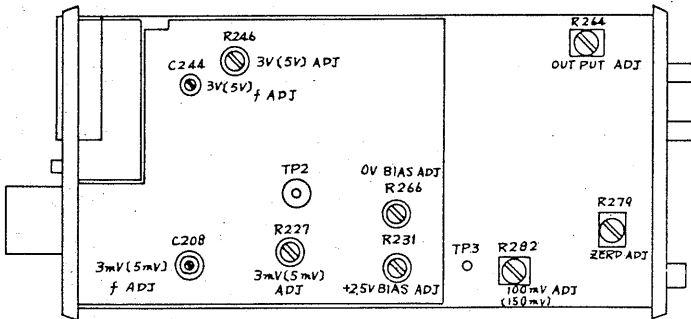 R246
3V(5V) ADJ
C244
3V(5V)
f ADJ
R264
OUT PUT ADJ
TP2
0V BIAS ADJ
R266
R279
ZERO ADJ
C208
3mV(5mV)
f ADJ
R227
3mV(5mV)
ADJ
R231
+2.5V BIAS ADJ
TP3
R282
100mV ADJ
(150mV)